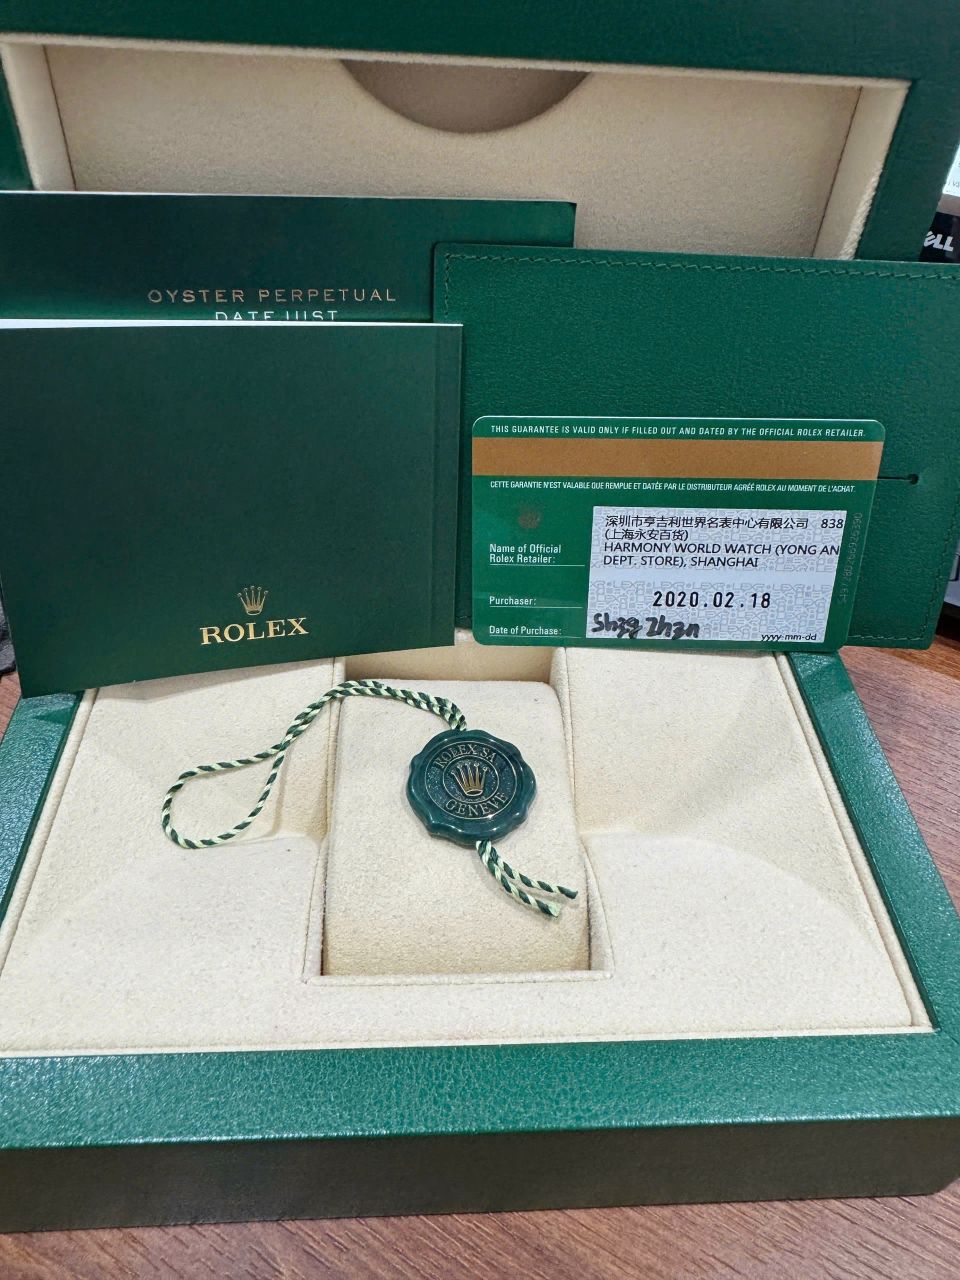 OYSTER PERPETUAL
DATEJUST
ROLEX
THIS GUARANTEE IS VALID ONLY IF FILLED OUT AND DATED BY THE OFFICIAL ROLEX RETAILER.
CETTE GARANTIE N'EST VALABLE QUE REMPLIE ET DATÉE PAR LE DISTRIBUTEUR AGRÉÉ ROLEX AU MOMENT DE L'ACHAT.
深圳市亨吉利世界名表中心有限公司 838
(上海永安百货)
Name of Official
Rolex Retailer:
HARMONY WORLD WATCH (YONG AN
DEPT. STORE), SHANGHAI
Purchaser:
2020.02.18
Date of Purchase:
yyyy-mm-dd
ROLEX SA
GENEVE